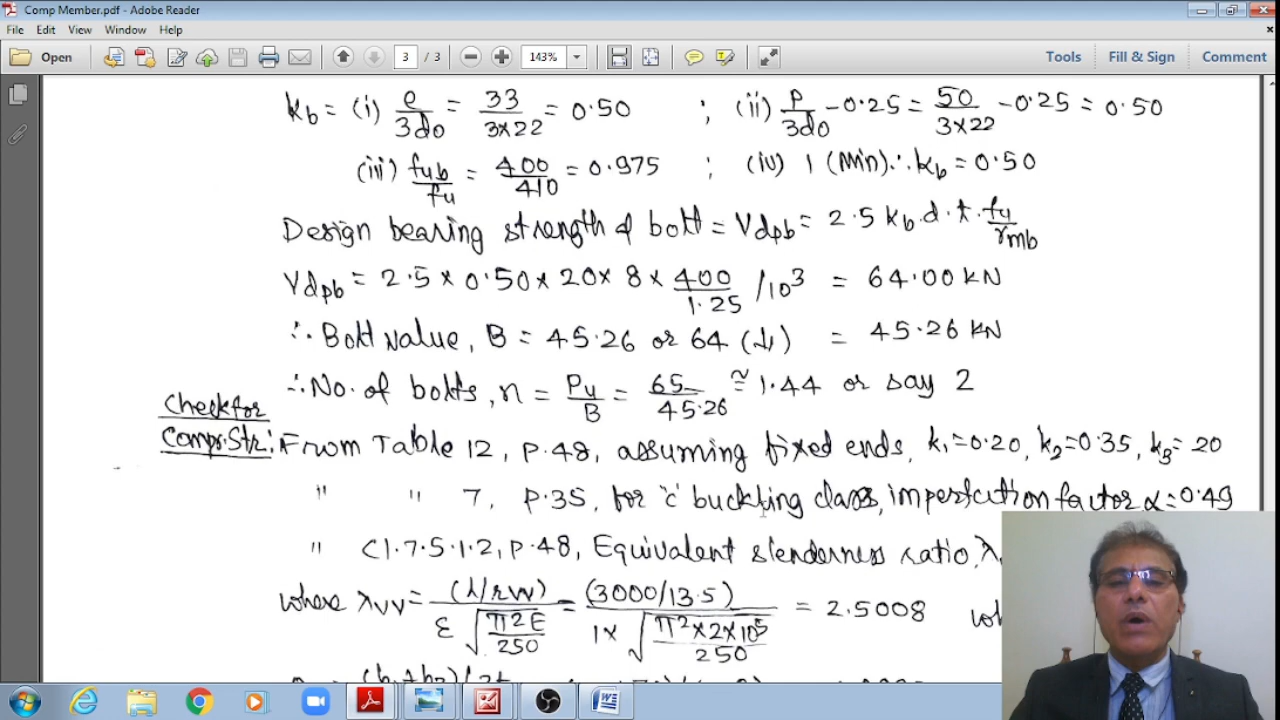 Comp Member.pdf - Adobe Reader
File Edit View Window Help
Open 3 / 3 143% Tools Fill & Sign Comment
kb = (i) e/3do = 33/3×22 = 0.50 ; (ii) p/3do - 0.25 = 50/3×22 - 0.25 = 0.50
(iii) fub/fu = 400/410 = 0.975 ; (iv) 1 (Min). ∴ kb = 0.50
Design bearing strength of bolt = Vdpb = 2.5 kb.d.t.fu/γmb
Vdpb = 2.5 × 0.50 × 20 × 8 × 400/1.25 /10³ = 64.00 KN
∴ Bolt value, B = 45.26 or 64 (↓) = 45.26 KN
∴ No. of bolts, n = Pu/B = 65/45.26 ≅ 1.44 or say 2
Check for
Compr. Str.: From Table 12, P.48, assuming fixed ends, k1=0.20, k2=0.35, k3=20
" " 7, P.35, for 'c' buckling class, imperfection factor α=0.49
" Cl.7.5.1.2, P.48, Equivalent slenderness ratio, λ
where λvv = (l/rvv)/ε√(π²E/250) = (3000/13.5)/1×√(π²×2×10⁵/250) = 2.5008